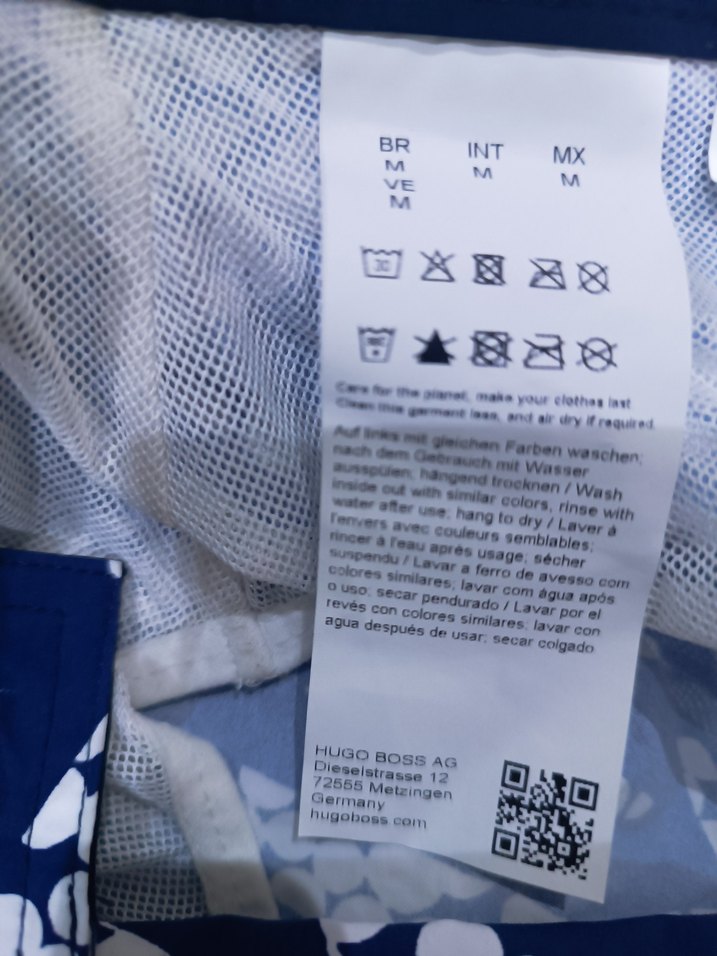 BR INT MX
M M M
VE
M
30
Care for the planet, make your clothes last
Clean this garment less, and air dry if required.
Auf links mit gleichen Farben waschen;
nach dem Gebrauch mit Wasser
ausspülen; hängend trocknen / Wash
inside out with similar colors, rinse with
water after use; hang to dry / Laver à
l'envers avec couleurs semblables;
rincer à l'eau après usage; sécher
suspendu / Lavar a ferro de avesso com
colores similares; lavar com água após
o uso; secar pendurado / Lavar por el
revés con colores similares; lavar con
agua después de usar; secar colgado
HUGO BOSS AG
Dieselstrasse 12
72555 Metzingen
Germany
hugoboss.com